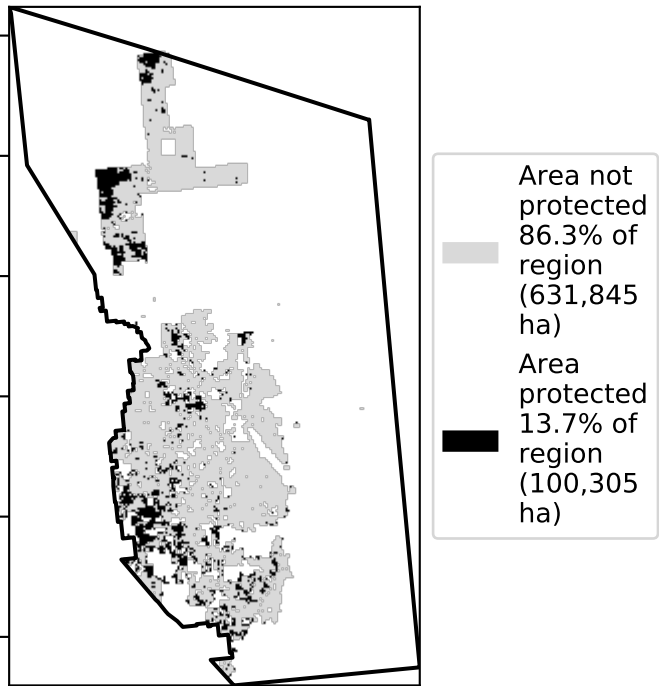 Area not
protected
86.3% of
region
(631,845
ha)
Area
protected
13.7% of
region
(100,305
ha)